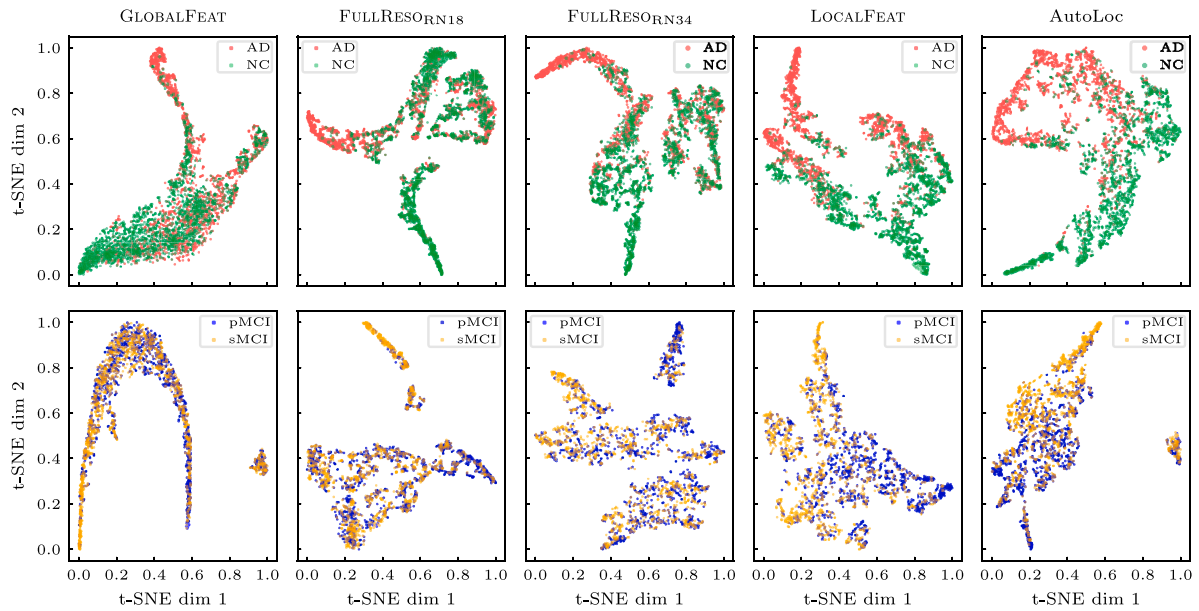 GLOBALFEAT FULLRESORN18 FULLRESORN34 LOCALFEAT AutoLoc
AD AD AD AD AD
NC NC NC NC NC
t-SNE dim 2
1.0
0.8
0.6
0.4
0.2
0.0
pMCI pMCI pMCI pMCI pMCI
sMCI sMCI sMCI sMCI sMCI
t-SNE dim 2
1.0
0.8
0.6
0.4
0.2
0.0
0.0 0.2 0.4 0.6 0.8 1.0 0.0 0.2 0.4 0.6 0.8 1.0 0.0 0.2 0.4 0.6 0.8 1.0 0.0 0.2 0.4 0.6 0.8 1.0 0.0 0.2 0.4 0.6 0.8 1.0
t-SNE dim 1 t-SNE dim 1 t-SNE dim 1 t-SNE dim 1 t-SNE dim 1